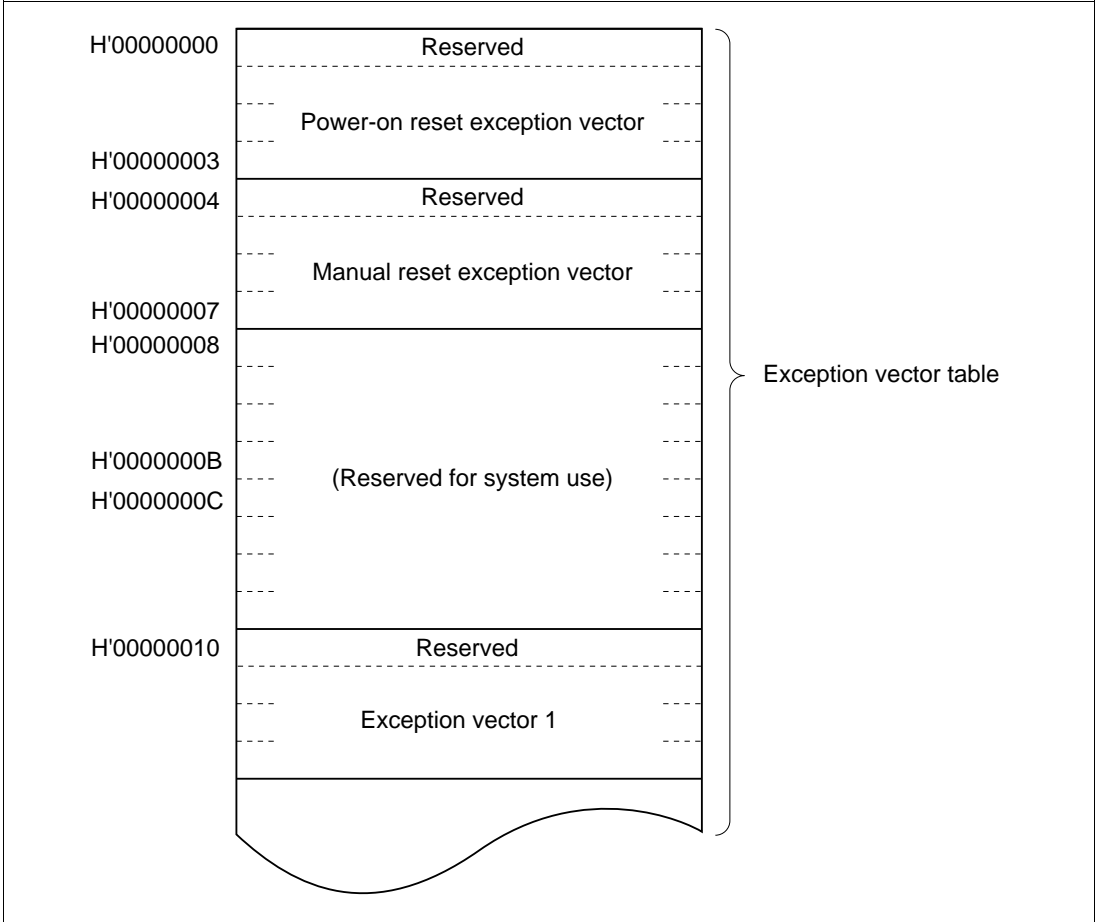 H'00000000
Reserved
Power-on reset exception vector
H'00000003
H'00000004
Reserved
Manual reset exception vector
H'00000007
H'00000008
Exception vector table
H'0000000B
(Reserved for system use)
H'0000000C
H'00000010
Reserved
Exception vector 1